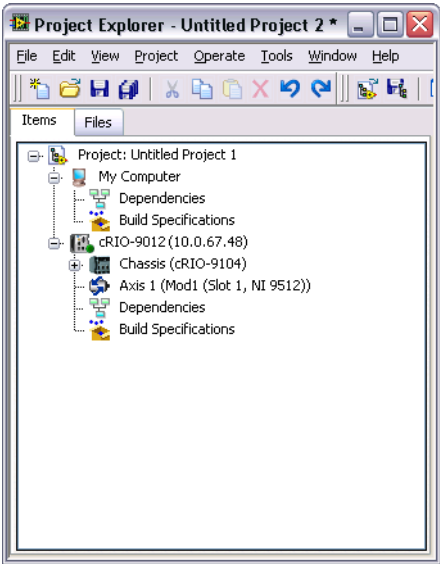 Project Explorer - Untitled Project 2 *
File Edit View Project Operate Tools Window Help
Items Files
Project: Untitled Project 1
My Computer
Dependencies
Build Specifications
cRIO-9012 (10.0.67.48)
Chassis (cRIO-9104)
Axis 1 (Mod1 (Slot 1, NI 9512))
Dependencies
Build Specifications